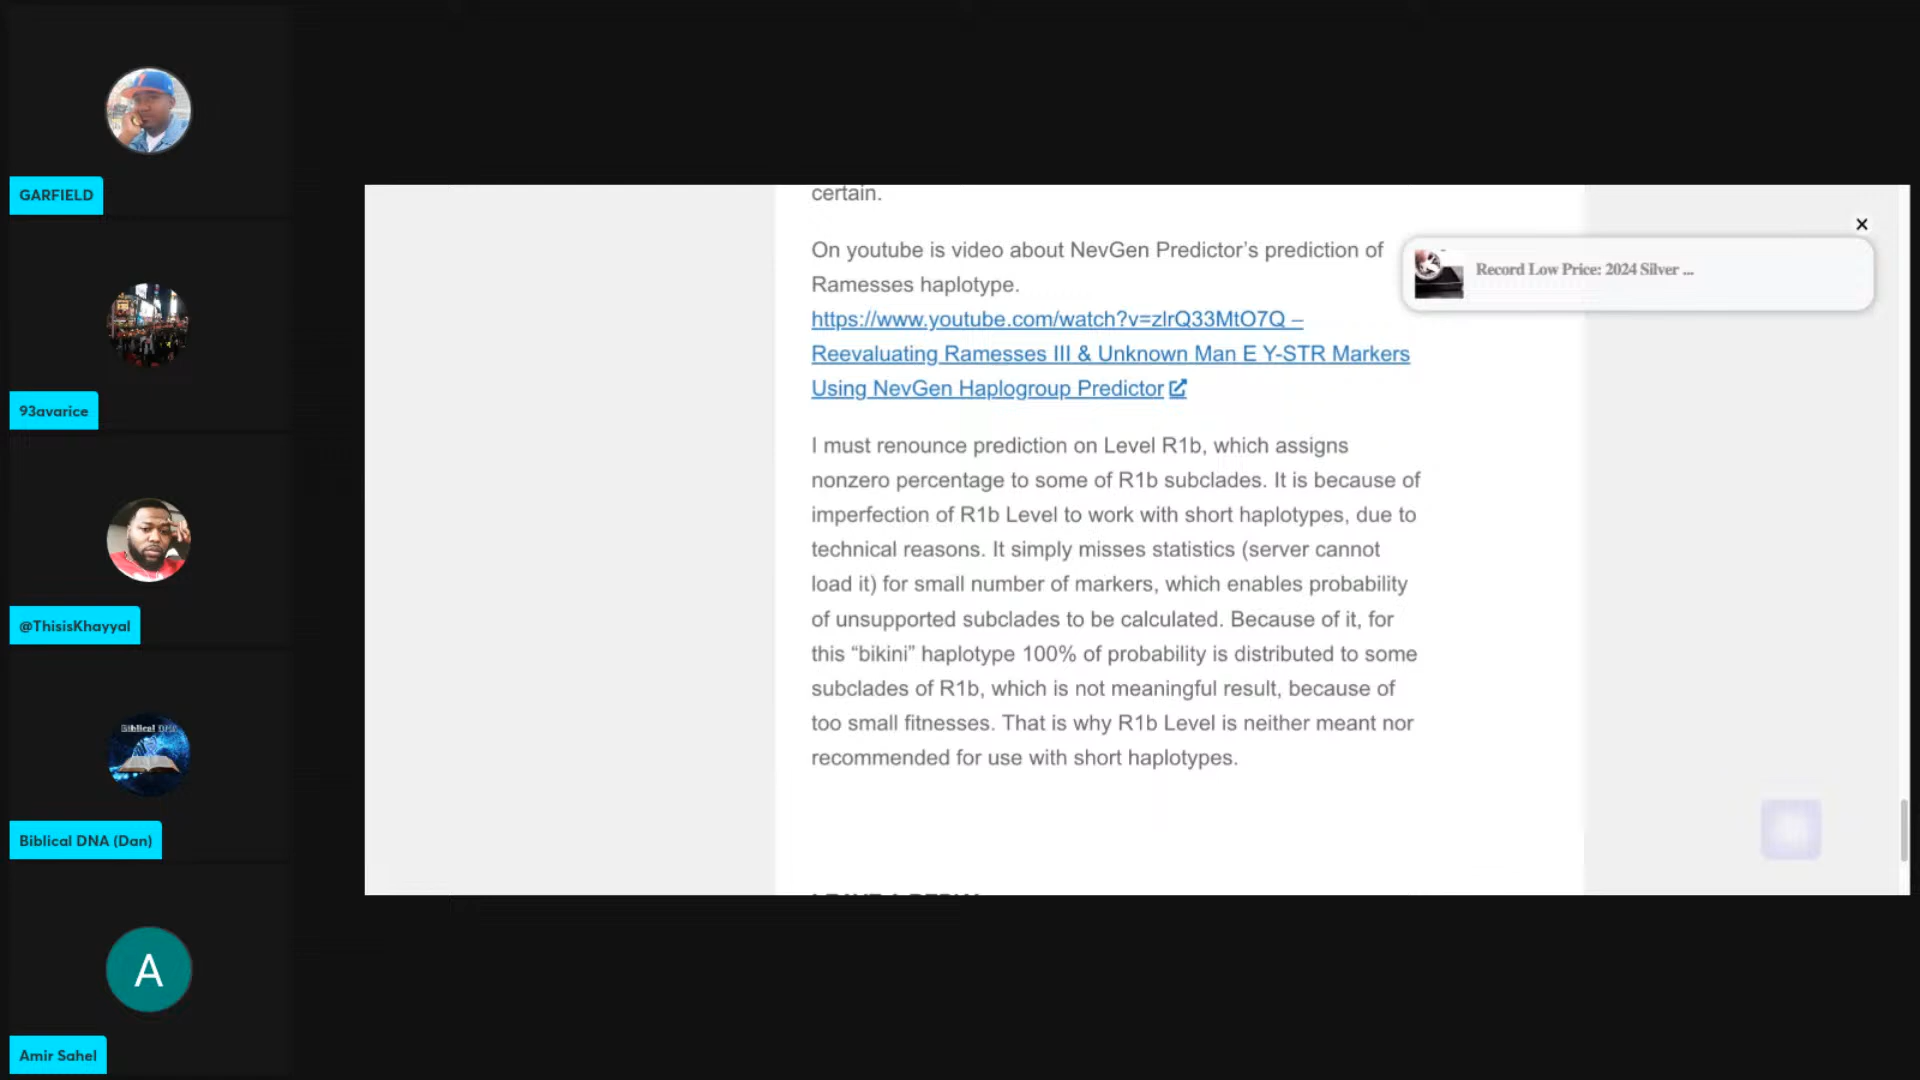 GARFIELD
93avarice
@ThisisKhayyal
Biblical DNA
Biblical DNA (Dan)
A
Amir Sahel
certain.
On youtube is video about NevGen Predictor’s prediction of
Ramesses haplotype.
https://www.youtube.com/watch?v=zlrQ33MtO7Q –
Reevaluating Ramesses III & Unknown Man E Y-STR Markers
Using NevGen Haplogroup Predictor
I must renounce prediction on Level R1b, which assigns
nonzero percentage to some of R1b subclades. It is because of
imperfection of R1b Level to work with short haplotypes, due to
technical reasons. It simply misses statistics (server cannot
load it) for small number of markers, which enables probability
of unsupported subclades to be calculated. Because of it, for
this “bikini” haplotype 100% of probability is distributed to some
subclades of R1b, which is not meaningful result, because of
too small fitnesses. That is why R1b Level is neither meant nor
recommended for use with short haplotypes.
Record Low Price: 2024 Silver ...